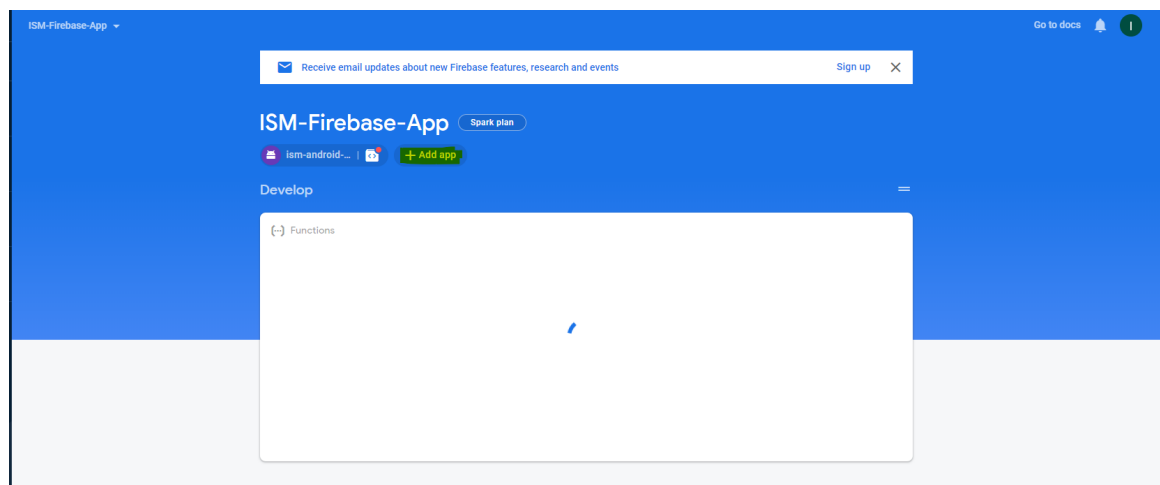 ISM-Firebase-App
Go to docs
I
Receive email updates about new Firebase features, research and events
Sign up
ISM-Firebase-App
Spark plan
ism-android-... |
+ Add app
Develop
(...) Functions